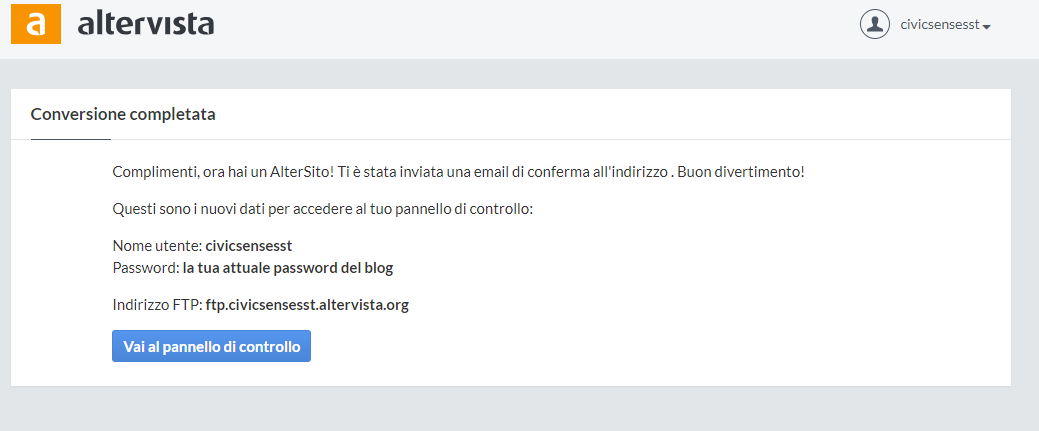 a altervista
civicsensesst
Conversione completata
Complimenti, ora hai un AlterSito! Ti è stata inviata una email di conferma all'indirizzo . Buon divertimento!
Questi sono i nuovi dati per accedere al tuo pannello di controllo:
Nome utente: civicsensesst
Password: la tua attuale password del blog
Indirizzo FTP: ftp.civicsensesst.altervista.org
Vai al pannello di controllo